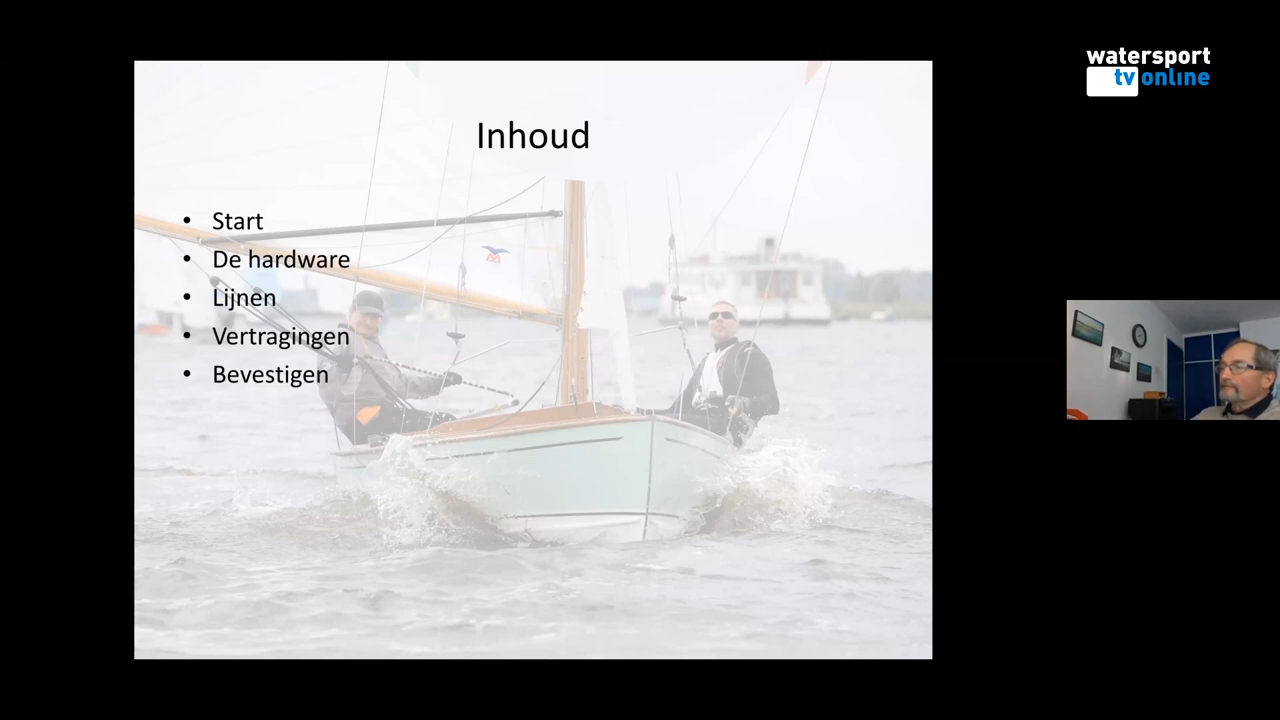 watersport
tv online
Inhoud
• Start
• De hardware
• Lijnen
• Vertragingen
• Bevestigen